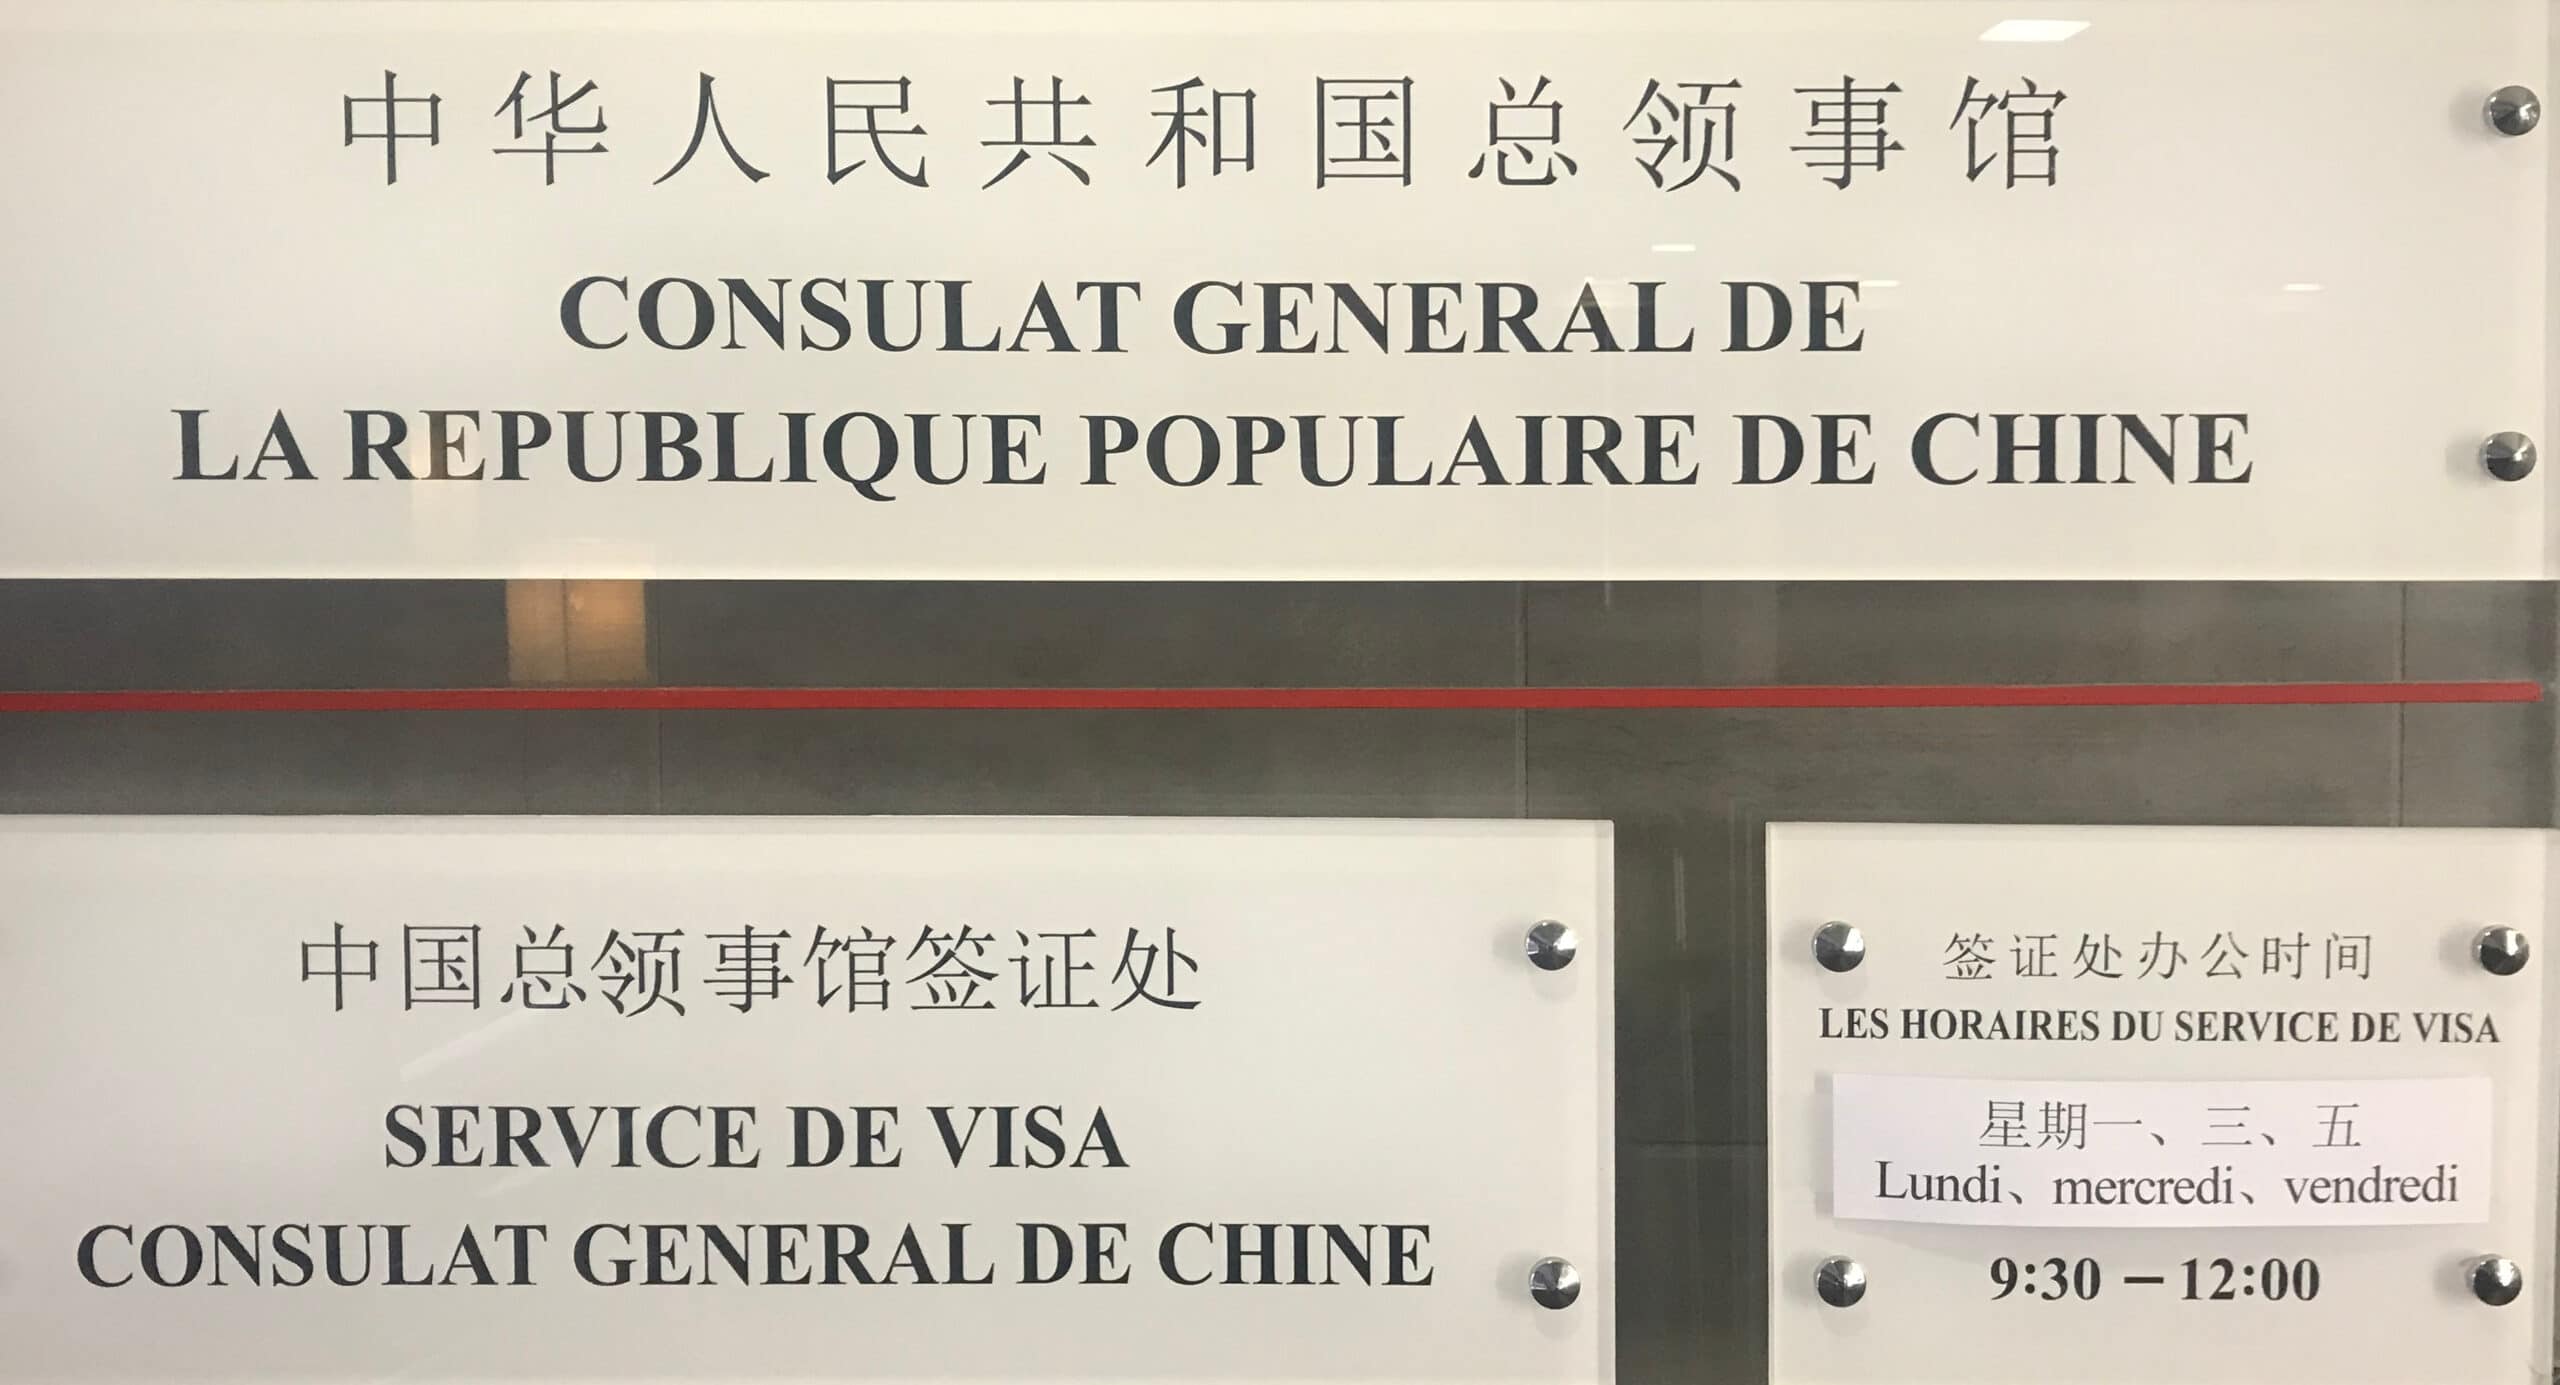 中华人民共和国总领事馆
CONSULAT GENERAL DE
LA REPUBLIQUE POPULAIRE DE CHINE
中国总领事馆签证处
SERVICE DE VISA
CONSULAT GENERAL DE CHINE
签证处办公时间
LES HORAIRES DU SERVICE DE VISA
星期一、三、五
Lundi、mercredi、vendredi
9:30 — 12:00